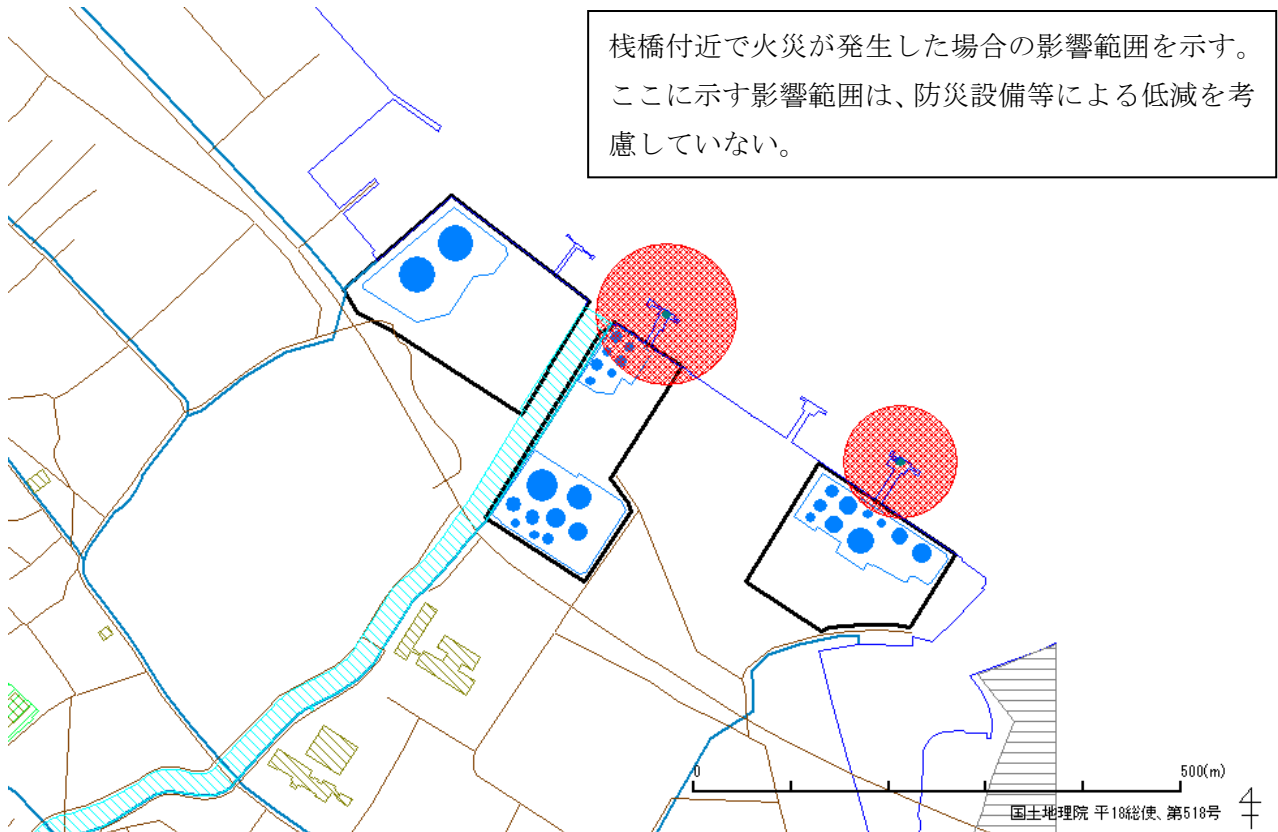 桟橋付近で火災が発生した場合の影響範囲を示す。
ここに示す影響範囲は、防災設備等による低減を考
慮していない。
0 500(m)
国土地理院 平18総使、第518号